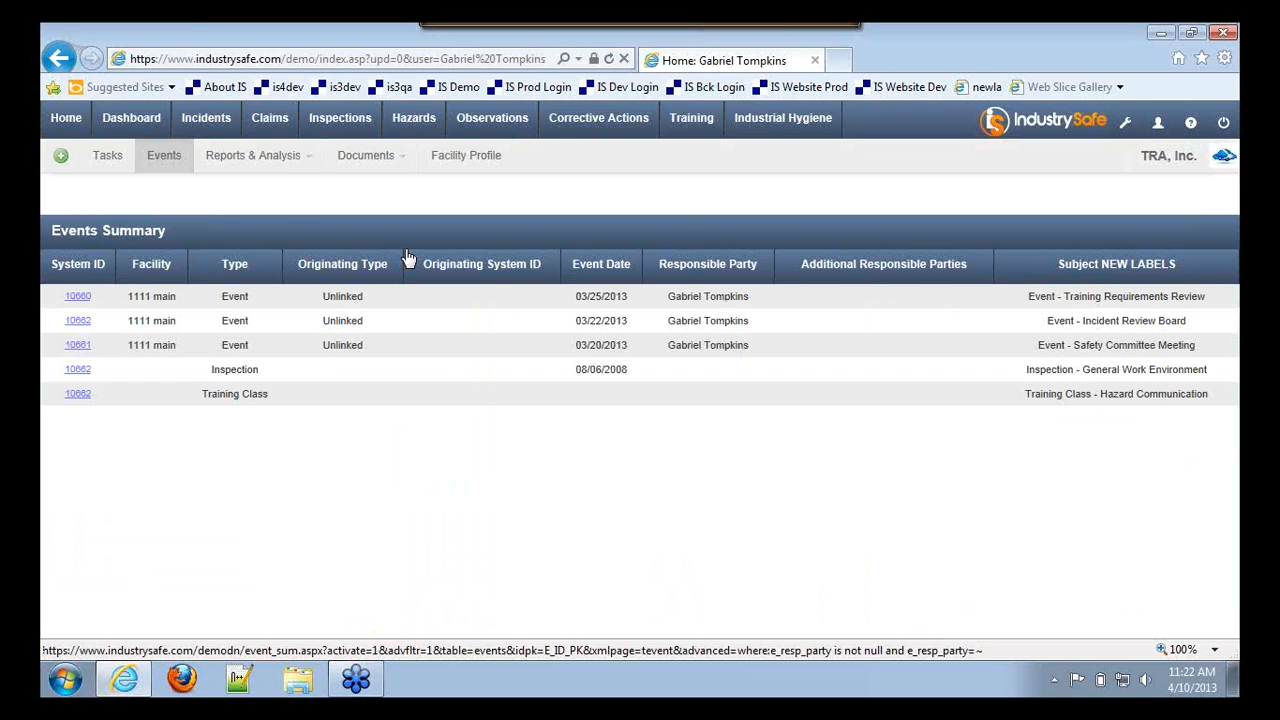 https://www.industrysafe.com/demo/index.asp?upd=0&user=Gabriel%20Tompkins
Home: Gabriel Tompkins
Suggested Sites About IS is4dev is3dev is3qa IS Demo IS Prod Login IS Dev Login IS Bck Login IS Website Prod IS Website Dev newla Web Slice Gallery
Home Dashboard Incidents Claims Inspections Hazards Observations Corrective Actions Training Industrial Hygiene IndustrySafe
Tasks Events Reports & Analysis Documents Facility Profile TRA, Inc.
Events Summary
System ID Facility Type Originating Type Originating System ID Event Date Responsible Party Additional Responsible Parties Subject NEW LABELS
10660 1111 main Event Unlinked 03/25/2013 Gabriel Tompkins Event - Training Requirements Review
10662 1111 main Event Unlinked 03/22/2013 Gabriel Tompkins Event - Incident Review Board
10661 1111 main Event Unlinked 03/20/2013 Gabriel Tompkins Event - Safety Committee Meeting
10662 Inspection 08/06/2008 Inspection - General Work Environment
10662 Training Class Training Class - Hazard Communication
https://www.industrysafe.com/demodn/event_sum.aspx?activate=1&advfltr=1&table=events&idpk=E_ID_PK&xmlpage=tevent&advanced=where:e_resp_party is not null and e_resp_party=~ 100%
11:22 AM
4/10/2013